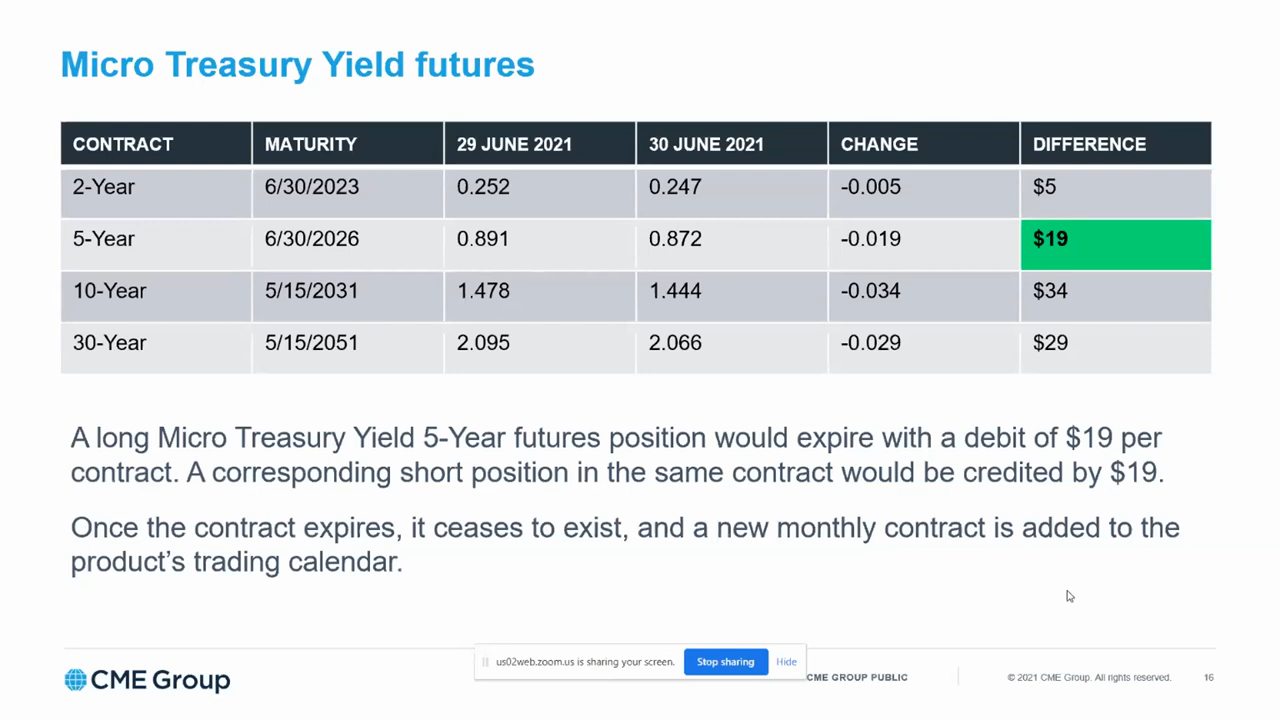 Micro Treasury Yield futures
CONTRACT MATURITY 29 JUNE 2021 30 JUNE 2021 CHANGE DIFFERENCE
2-Year 6/30/2023 0.252 0.247 -0.005 $5
5-Year 6/30/2026 0.891 0.872 -0.019 $19
10-Year 5/15/2031 1.478 1.444 -0.034 $34
30-Year 5/15/2051 2.095 2.066 -0.029 $29
A long Micro Treasury Yield 5-Year futures position would expire with a debit of $19 per
contract. A corresponding short position in the same contract would be credited by $19.
Once the contract expires, it ceases to exist, and a new monthly contract is added to the
product’s trading calendar.
us02web.zoom.us is sharing your screen. Stop sharing Hide
CME Group CME GROUP PUBLIC © 2021 CME Group. All rights reserved. 16